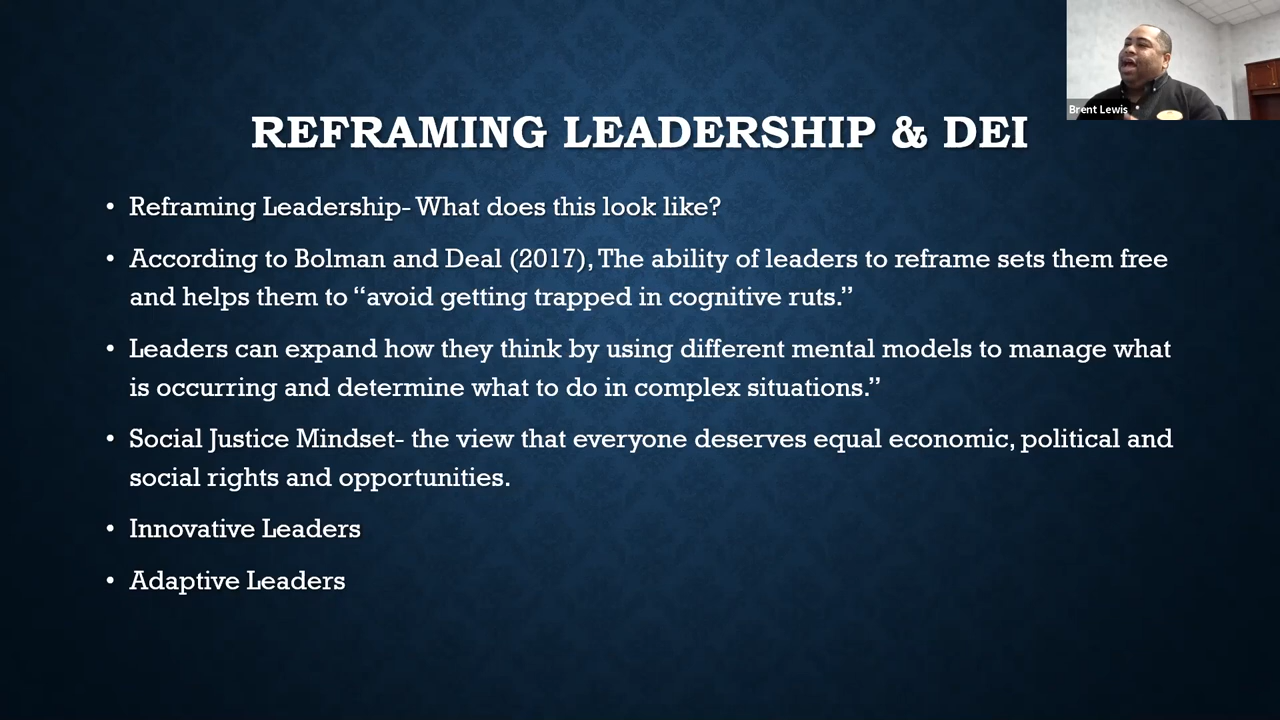 REFRAMING LEADERSHIP & DEI
Brent Lewis
• Reframing Leadership- What does this look like?
• According to Bolman and Deal (2017), The ability of leaders to reframe sets them free
and helps them to “avoid getting trapped in cognitive ruts.”
• Leaders can expand how they think by using different mental models to manage what
is occurring and determine what to do in complex situations.”
• Social Justice Mindset- the view that everyone deserves equal economic, political and
social rights and opportunities.
• Innovative Leaders
• Adaptive Leaders